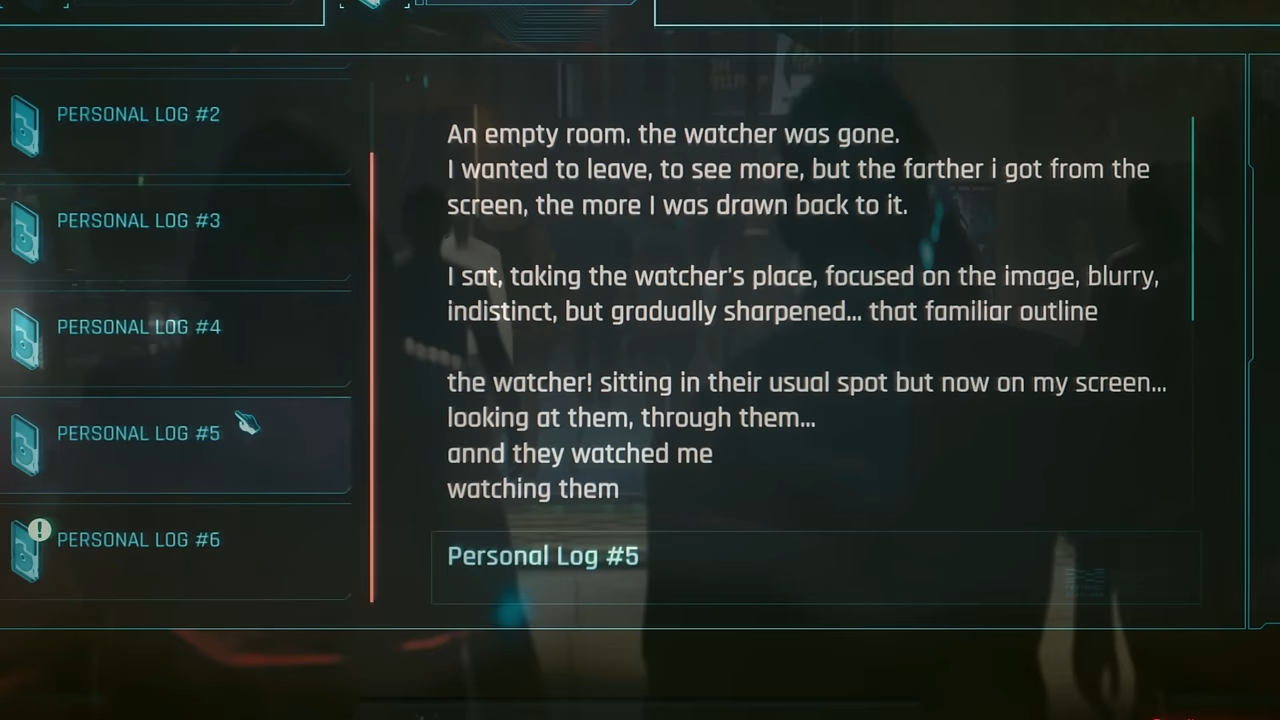 PERSONAL LOG #2
PERSONAL LOG #3
PERSONAL LOG #4
PERSONAL LOG #5
PERSONAL LOG #6
An empty room. the watcher was gone.
I wanted to leave, to see more, but the farther i got from the
screen, the more I was drawn back to it.
I sat, taking the watcher's place, focused on the image, blurry,
indistinct, but gradually sharpened... that familiar outline
the watcher! sitting in their usual spot but now on my screen...
looking at them, through them...
annd they watched me
watching them
Personal Log #5